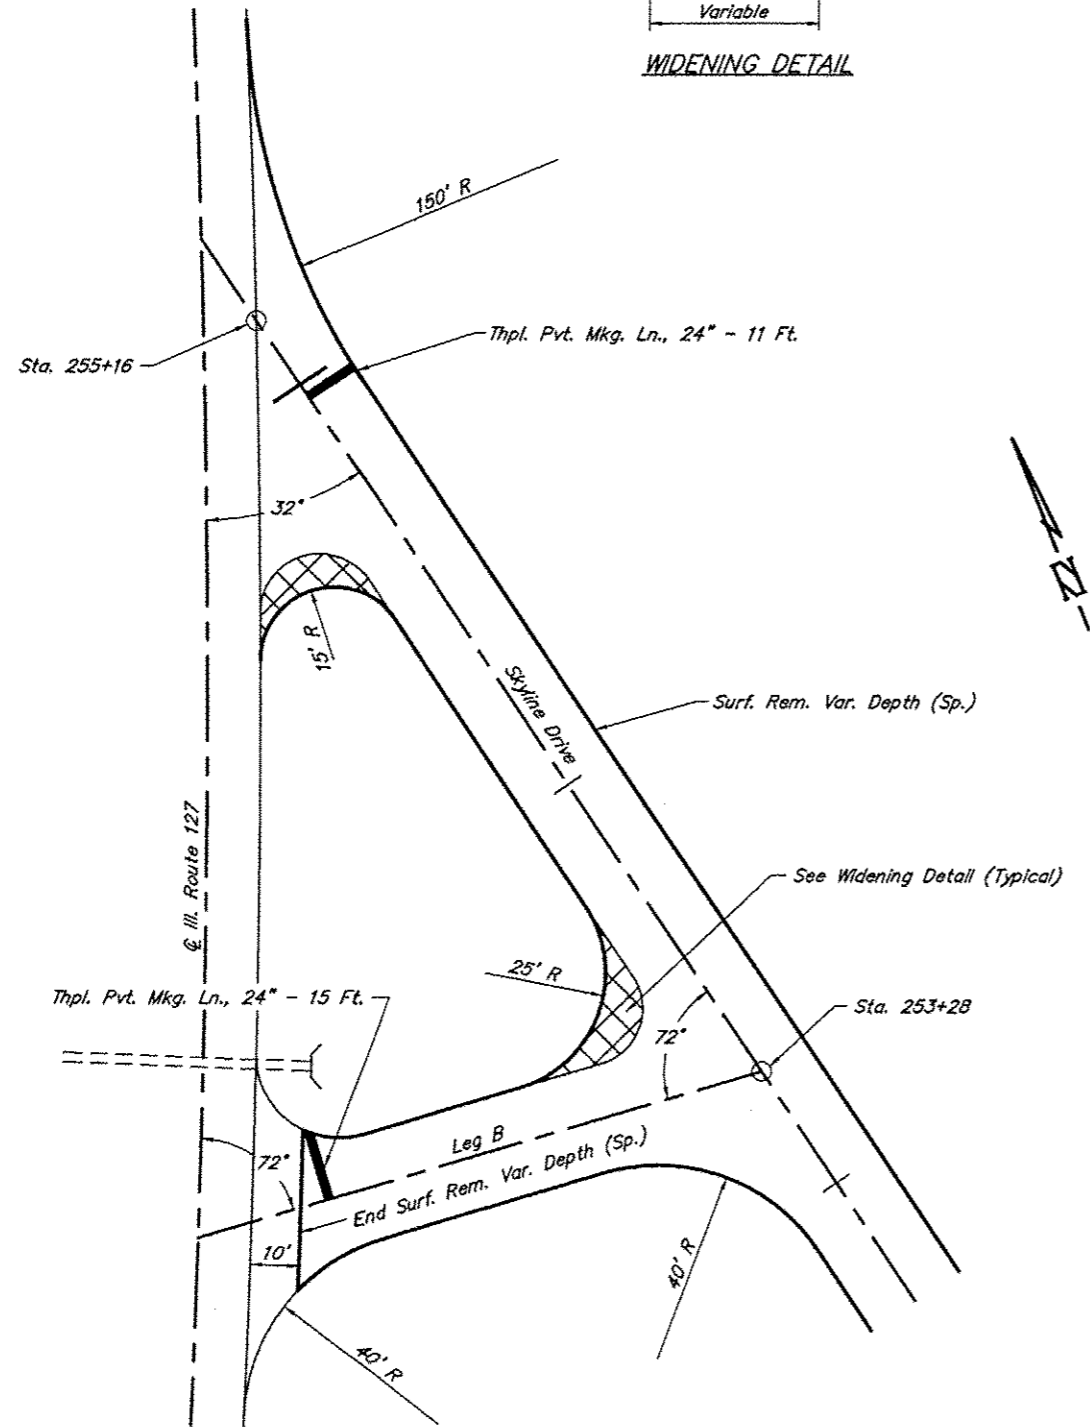 Variable
WIDENING DETAIL
150' R
Thpl. Pvt. Mkg. Ln., 24" - 11 Ft.
Sta. 255+16
32°
N
15' R
Skyline Drive
Surf. Rem. Var. Depth (Sp.)
℄ Ill. Route 127
See Widening Detail (Typical)
25' R
Thpl. Pvt. Mkg. Ln., 24" - 15 Ft.
Sta. 253+28
72°
Leg B
72°
End Surf. Rem. Var. Depth (Sp.)
10'
40' R
40' R